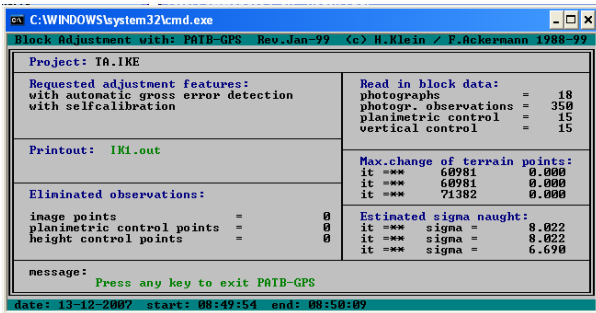 C:\WINDOWS\system32\cmd.exe
Block Adjustment with: PATB-GPS Rev.Jan-99 <c> H.Klein / F.Ackermann 1988-99
Project: TA.IKE
Requested adjustment features:
with automatic gross error detection
with selfcalibration
Printout: IK1.out
Eliminated observations:
image points = 0
planimetric control points = 0
height control points = 0
Read in block data:
photographs = 18
photogr. observations = 350
planimetric control = 15
vertical control = 15
Max.change of terrain points:
it =** 60981 0.000
it =** 60981 0.000
it =** 71382 0.000
Estimated sigma naught:
it =** sigma = 8.022
it =** sigma = 8.022
it =** sigma = 6.690
message:
Press any key to exit PATB-GPS
date: 13-12-2007 start: 08:49:54 end: 08:50:09